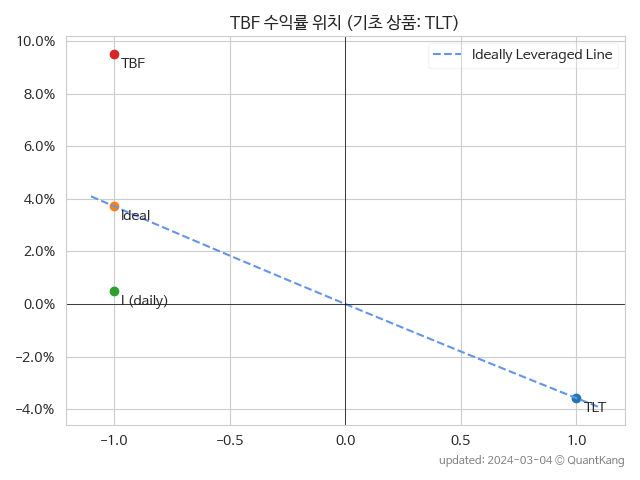 TBF 수익률 위치 (기초 상품: TLT)
10.0%
Ideally Leveraged Line
TBF
8.0%
6.0%
4.0%
Ideal
2.0%
I (daily)
0.0%
−2.0%
−4.0%
TLT
−1.0 −0.5 0.0 0.5 1.0
updated: 2024-03-04 © QuantKang